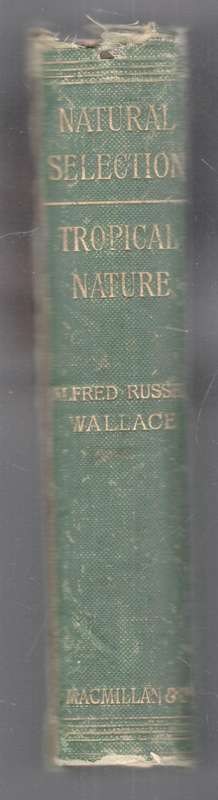 NATURAL
SELECTION
TROPICAL
NATURE
ALFRED RUSSE
WALLACE
MACMILLAN &